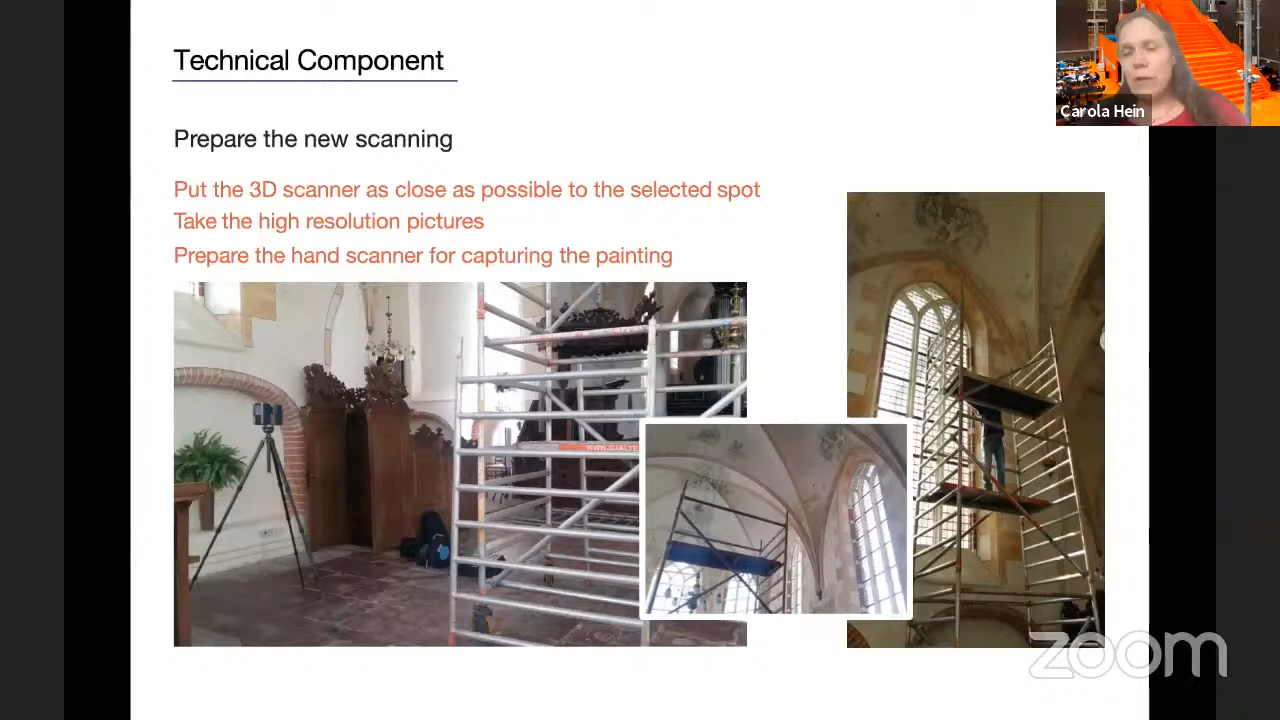 Technical Component
Carola Hein
Prepare the new scanning
Put the 3D scanner as close as possible to the selected spot
Take the high resolution pictures
Prepare the hand scanner for capturing the painting
zoom